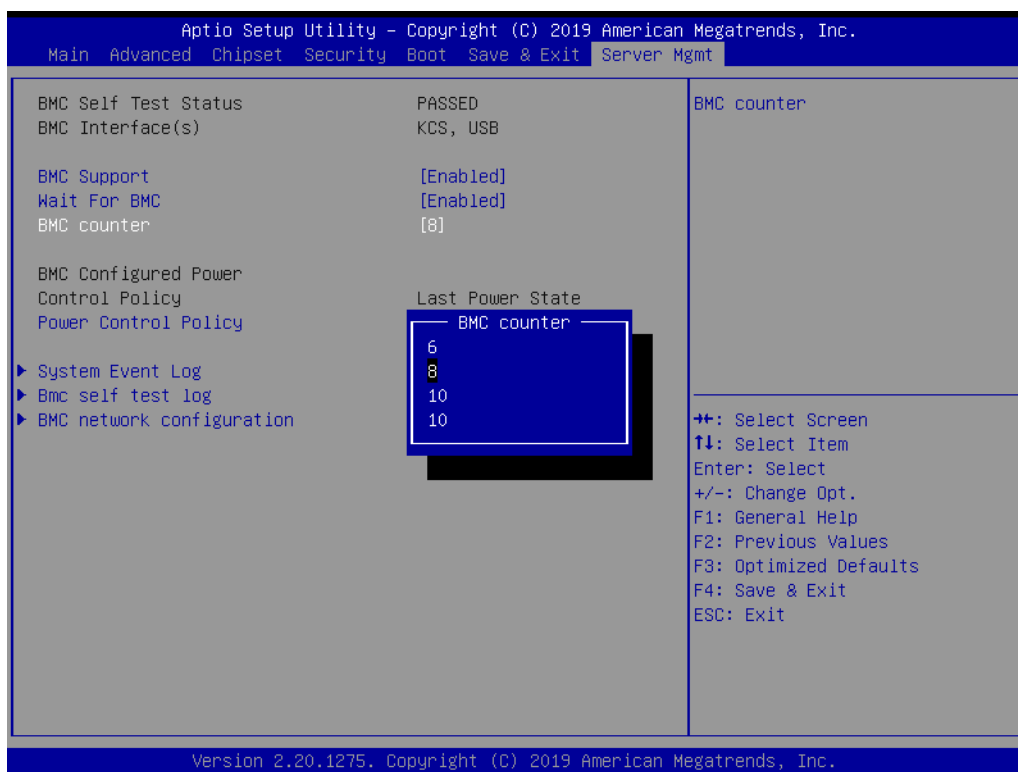 Aptio Setup Utility – Copyright (C) 2019 American Megatrends, Inc.
Main Advanced Chipset Security Boot Save & Exit Server Mgmt
BMC Self Test Status PASSED
BMC Interface(s) KCS, USB
BMC Support [Enabled]
Wait For BMC [Enabled]
BMC counter [8]
BMC Configured Power
Control Policy Last Power State
Power Control Policy
System Event Log
Bmc self test log
BMC network configuration
BMC counter
6
8
10
10
BMC counter
→←: Select Screen
↑↓: Select Item
Enter: Select
+/-: Change Opt.
F1: General Help
F2: Previous Values
F3: Optimized Defaults
F4: Save & Exit
ESC: Exit
Version 2.20.1275. Copyright (C) 2019 American Megatrends, Inc.